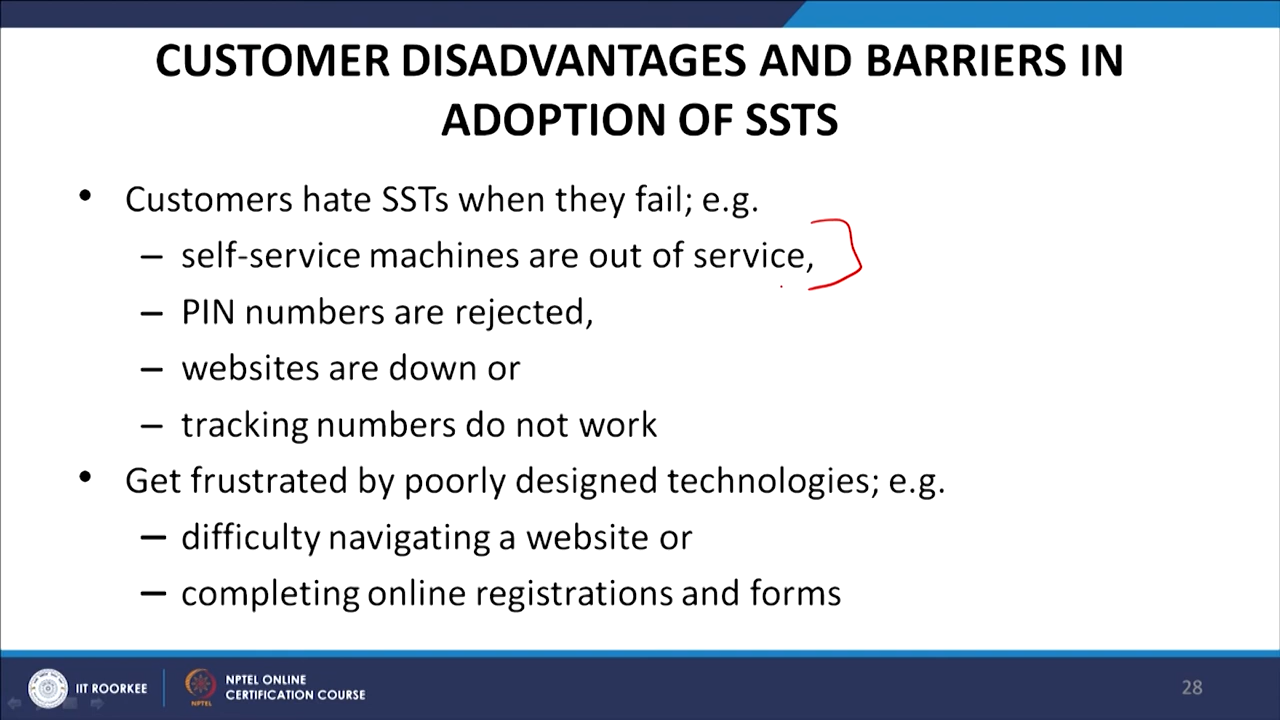 CUSTOMER DISADVANTAGES AND BARRIERS IN
ADOPTION OF SSTS
• Customers hate SSTs when they fail; e.g.
– self-service machines are out of service,
– PIN numbers are rejected,
– websites are down or
– tracking numbers do not work
• Get frustrated by poorly designed technologies; e.g.
– difficulty navigating a website or
– completing online registrations and forms
IIT ROORKEE
NPTEL
NPTEL ONLINE
CERTIFICATION COURSE
28